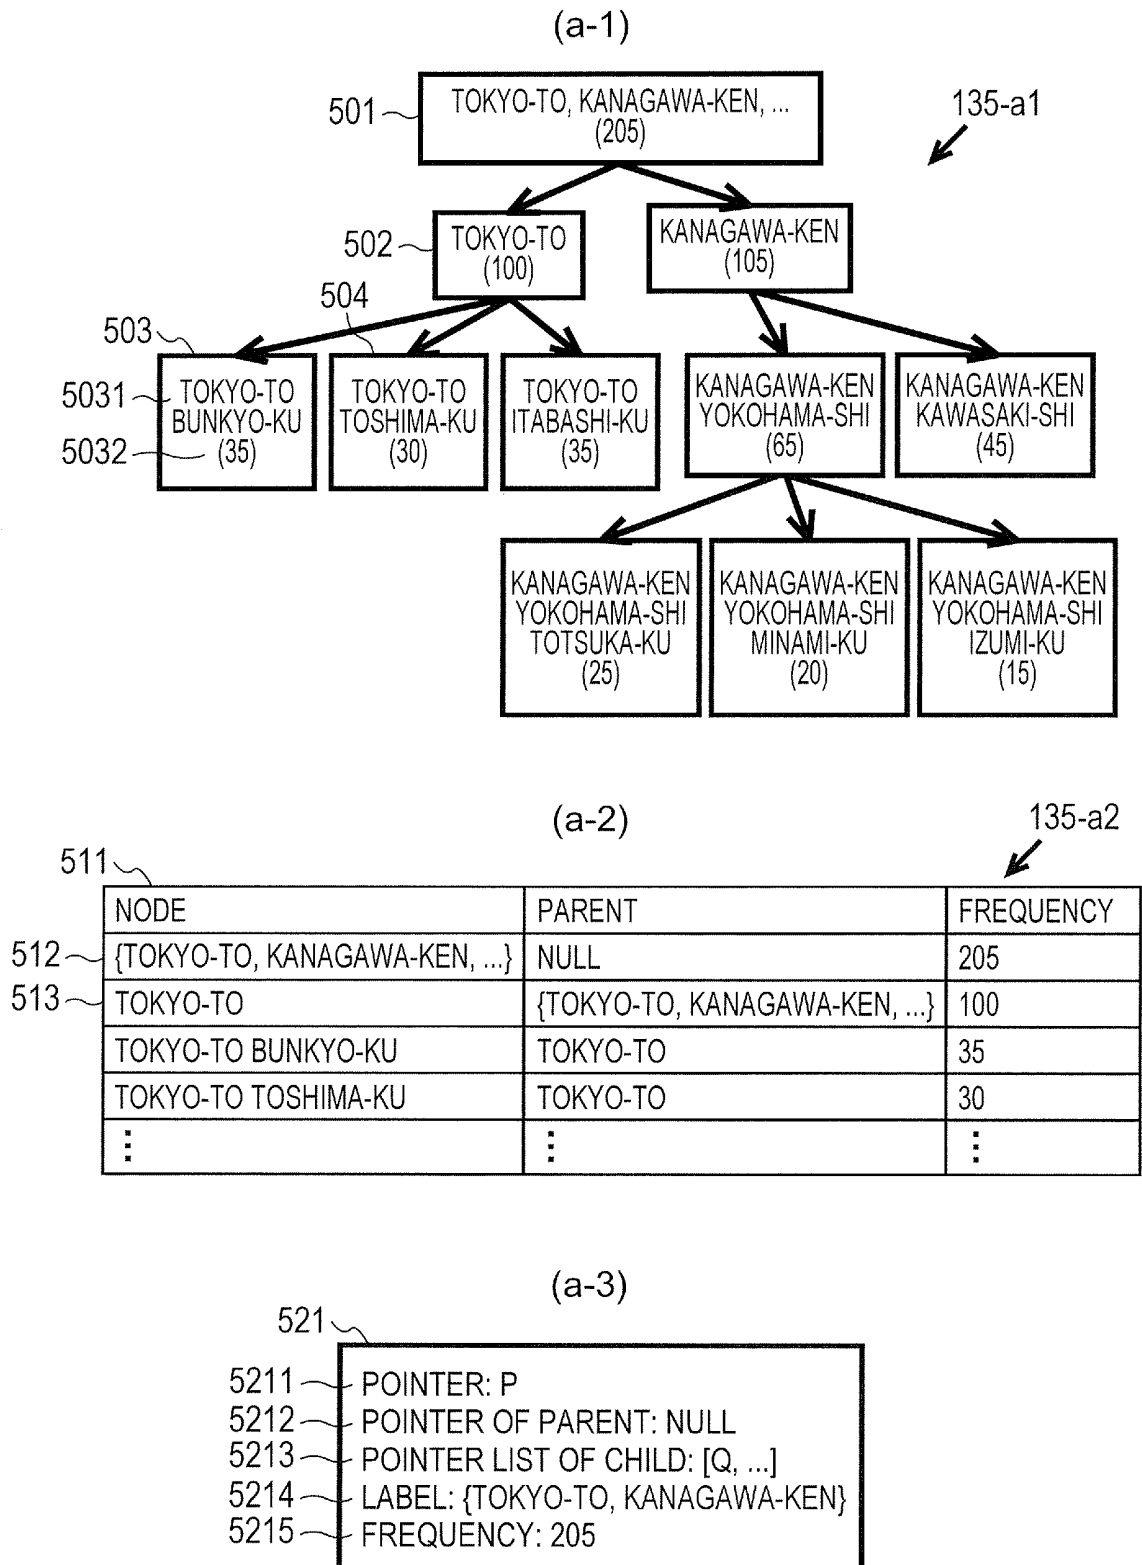 (a-1)
501
TOKYO-TO, KANAGAWA-KEN, ...
(205)
135-a1
502
TOKYO-TO
(100)
KANAGAWA-KEN
(105)
503
504
5031
5032
TOKYO-TO
BUNKYO-KU
(35)
TOKYO-TO
TOSHIMA-KU
(30)
TOKYO-TO
ITABASHI-KU
(35)
KANAGAWA-KEN
YOKOHAMA-SHI
(65)
KANAGAWA-KEN
KAWASAKI-SHI
(45)
KANAGAWA-KEN
YOKOHAMA-SHI
TOTSUKA-KU
(25)
KANAGAWA-KEN
YOKOHAMA-SHI
MINAMI-KU
(20)
KANAGAWA-KEN
YOKOHAMA-SHI
IZUMI-KU
(15)
(a-2)
135-a2
511
NODE PARENT FREQUENCY
512 {TOKYO-TO, KANAGAWA-KEN, ...} NULL 205
513 TOKYO-TO {TOKYO-TO, KANAGAWA-KEN, ...} 100
TOKYO-TO BUNKYO-KU TOKYO-TO 35
TOKYO-TO TOSHIMA-KU TOKYO-TO 30
⋮ ⋮ ⋮
(a-3)
521
5211 POINTER: P
5212 POINTER OF PARENT: NULL
5213 POINTER LIST OF CHILD: [Q, ...]
5214 LABEL: {TOKYO-TO, KANAGAWA-KEN}
5215 FREQUENCY: 205